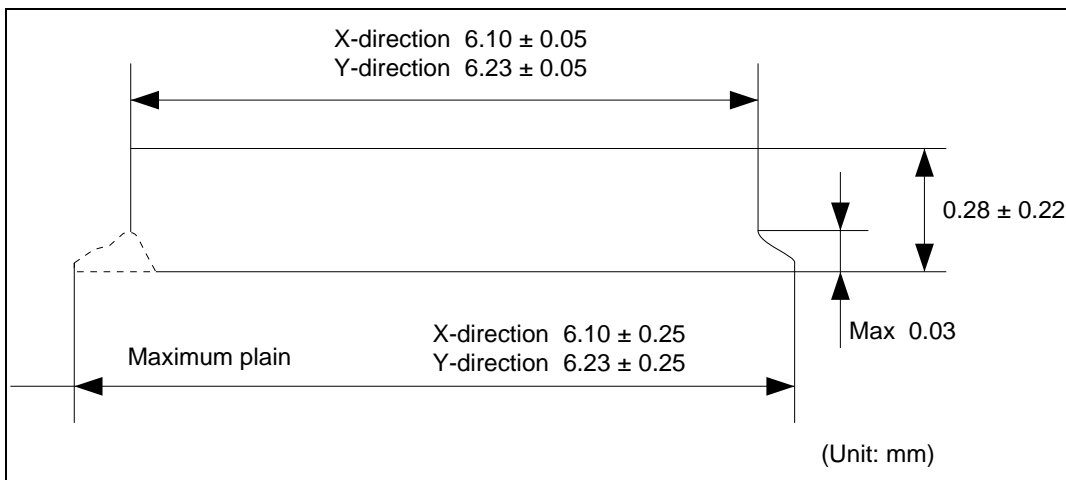 X-direction 6.10 ± 0.05
Y-direction 6.23 ± 0.05
0.28 ± 0.22
Max 0.03
X-direction 6.10 ± 0.25
Y-direction 6.23 ± 0.25
Maximum plain
(Unit: mm)